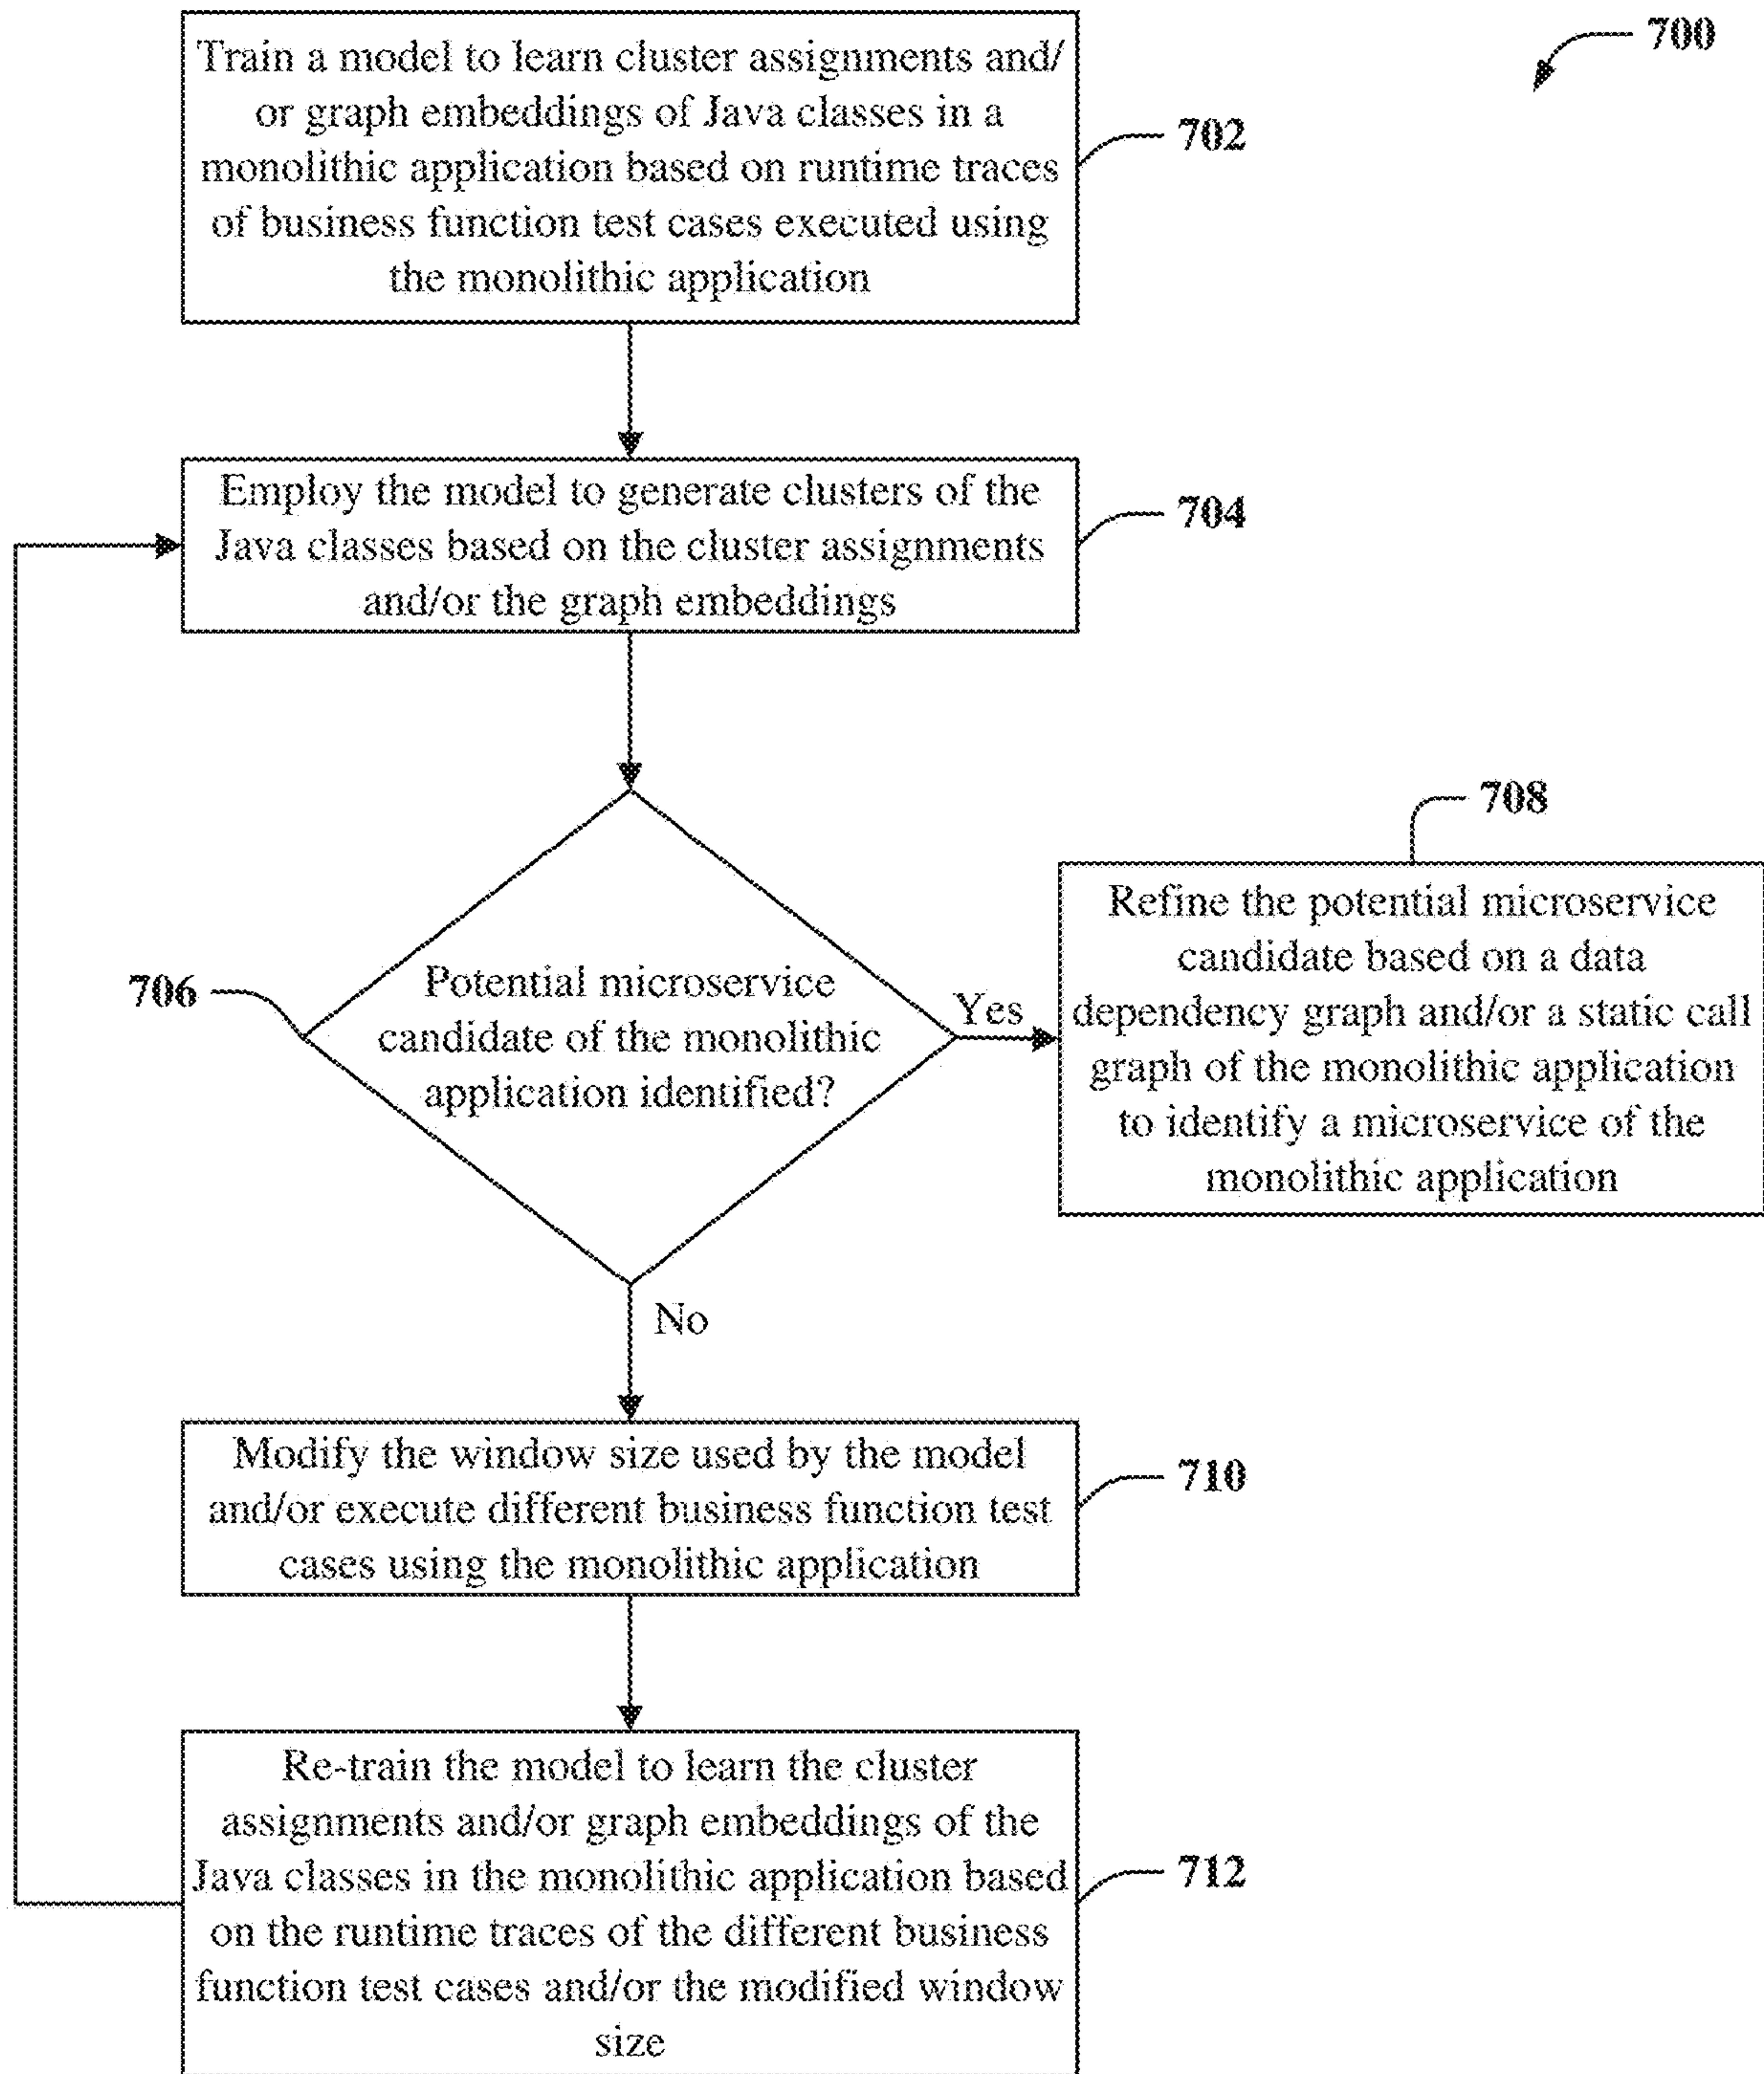 700
Train a model to learn cluster assignments and/
or graph embeddings of Java classes in a
monolithic application based on runtime traces
of business function test cases executed using
the monolithic application
702
Employ the model to generate clusters of the
Java classes based on the cluster assignments
and/or the graph embeddings
704
706
Potential microservice
candidate of the monolithic
application identified?
Yes
708
Refine the potential microservice
candidate based on a data
dependency graph and/or a static call
graph of the monolithic application
to identify a microservice of the
monolithic application
No
Modify the window size used by the model
and/or execute different business function test
cases using the monolithic application
710
Re-train the model to learn the cluster
assignments and/or graph embeddings of the
Java classes in the monolithic application based
on the runtime traces of the different business
function test cases and/or the modified window
size
712